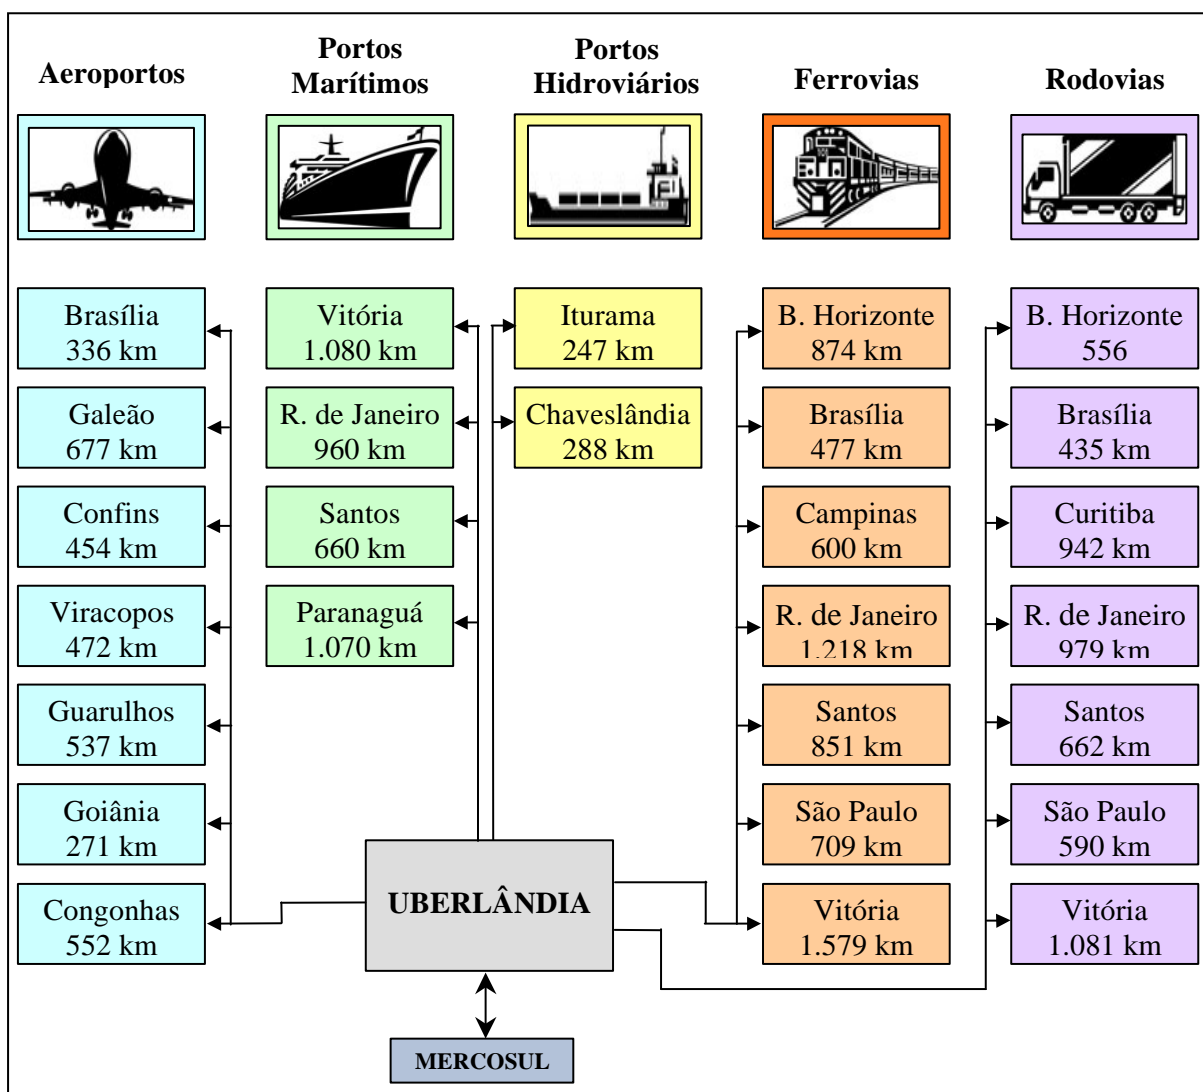 Aeroportos
Portos
Marítimos
Portos
Hidroviários
Ferrovias
Rodovias
Brasília
336 km
Galeão
677 km
Confins
454 km
Viracopos
472 km
Guarulhos
537 km
Goiânia
271 km
Congonhas
552 km
Vitória
1.080 km
R. de Janeiro
960 km
Santos
660 km
Paranaguá
1.070 km
Iturama
247 km
Chaveslândia
288 km
B. Horizonte
874 km
Brasília
477 km
Campinas
600 km
R. de Janeiro
1.218 km
Santos
851 km
São Paulo
709 km
Vitória
1.579 km
B. Horizonte
556
Brasília
435 km
Curitiba
942 km
R. de Janeiro
979 km
Santos
662 km
São Paulo
590 km
Vitória
1.081 km
UBERLÂNDIA
MERCOSUL